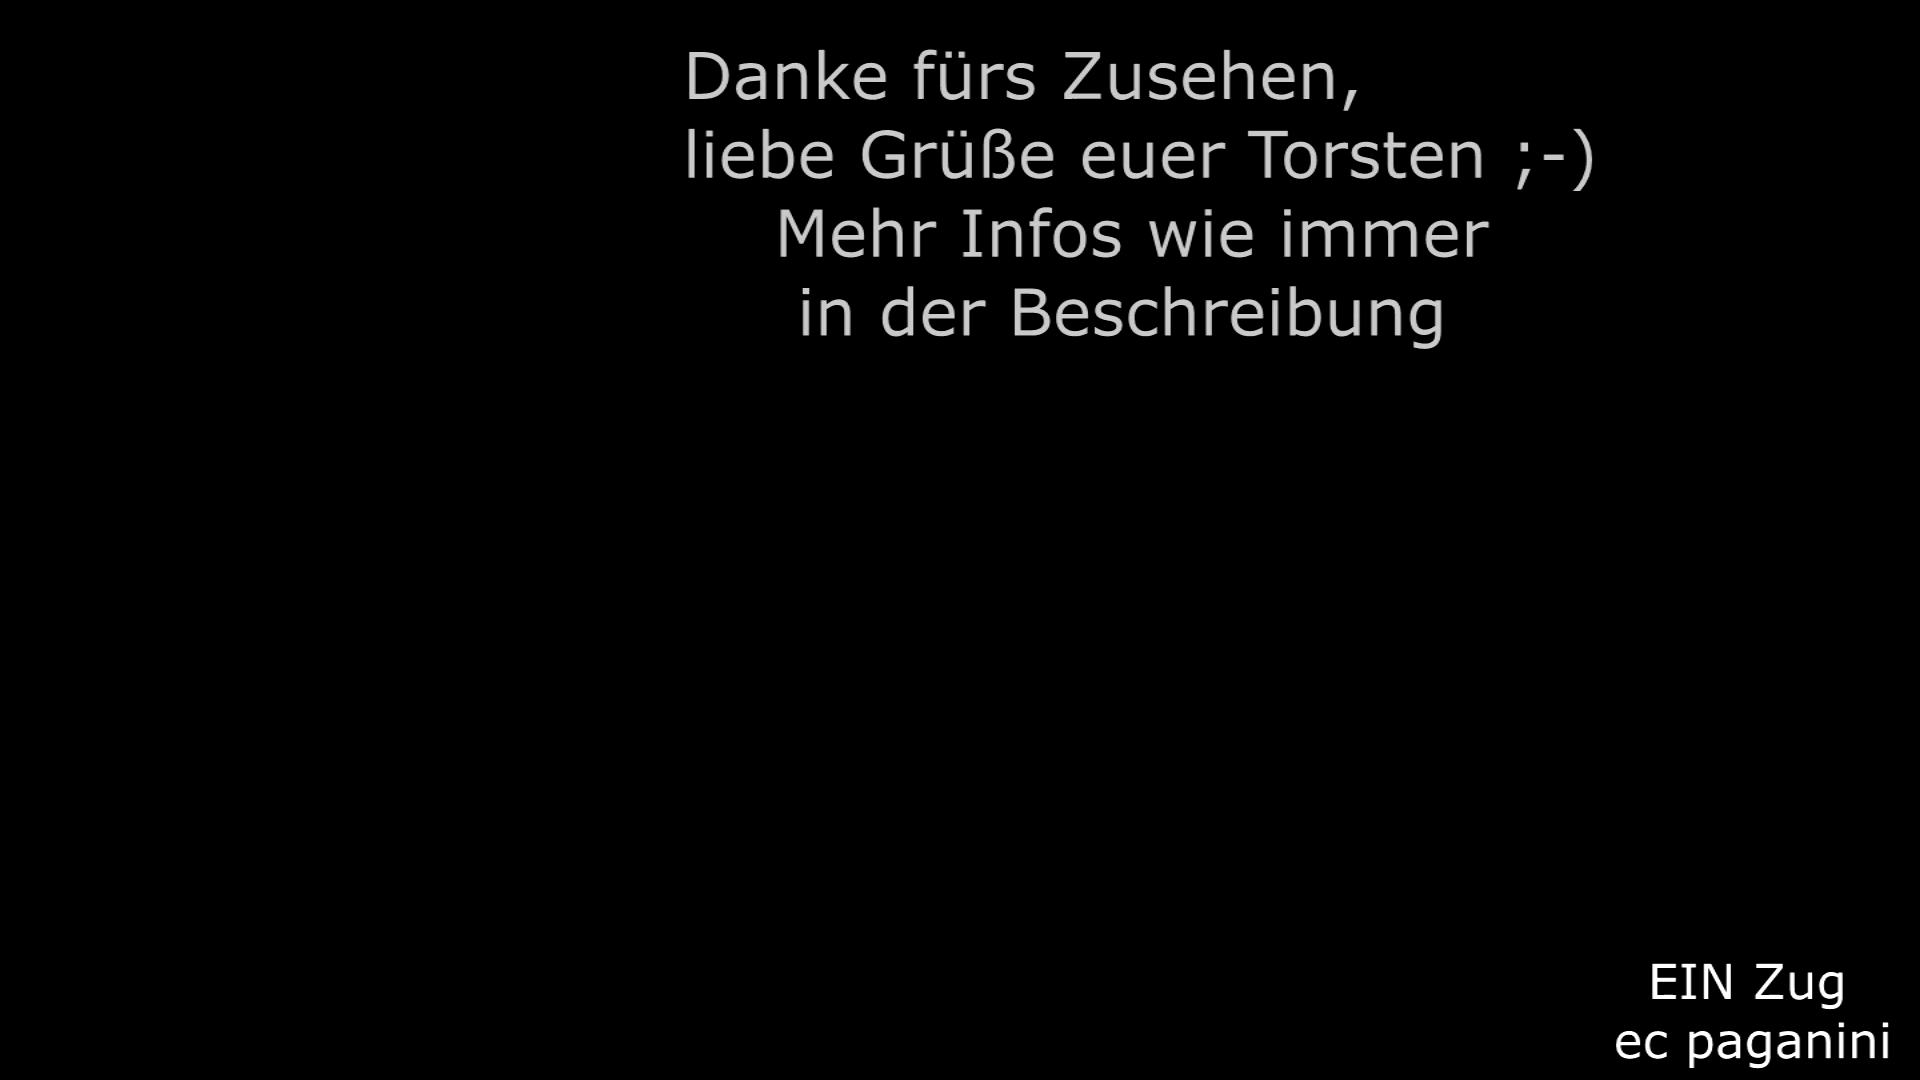 Danke fürs Zusehen,
liebe Grüße euer Torsten ;-)
Mehr Infos wie immer
in der Beschreibung
EIN Zug
ec paganini